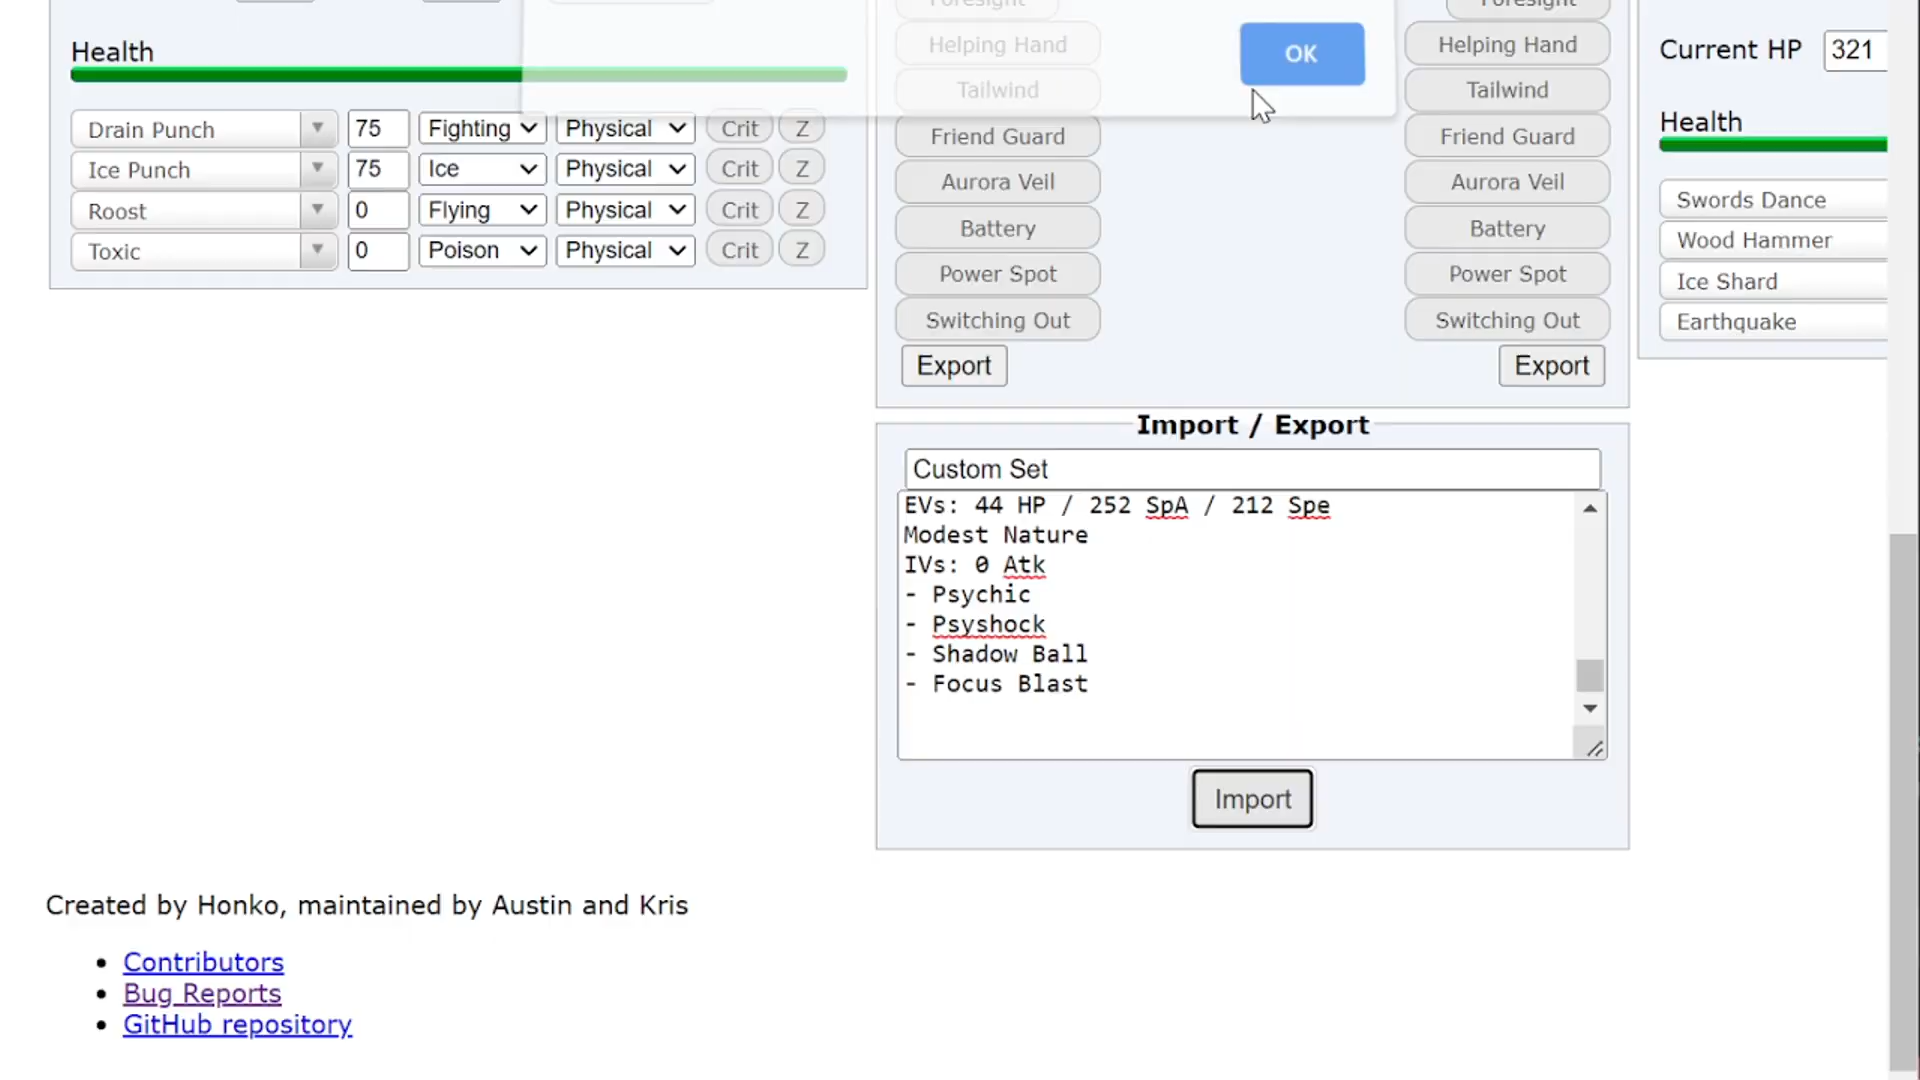 Foresight
Foresight
OK
Health
Helping Hand
Helping Hand
Current HP 321
Tailwind
Tailwind
Health
Drain Punch 75 Fighting Physical Crit Z
Friend Guard
Friend Guard
Ice Punch 75 Ice Physical Crit Z
Aurora Veil
Aurora Veil
Swords Dance
Roost 0 Flying Physical Crit Z
Battery
Battery
Wood Hammer
Toxic 0 Poison Physical Crit Z
Power Spot
Power Spot
Ice Shard
Switching Out
Switching Out
Earthquake
Export
Export
Import / Export
Custom Set
EVs: 44 HP / 252 SpA / 212 Spe
Modest Nature
IVs: 0 Atk
- Psychic
- Psyshock
- Shadow Ball
- Focus Blast
Import
Created by Honko, maintained by Austin and Kris
• Contributors
• Bug Reports
• GitHub repository